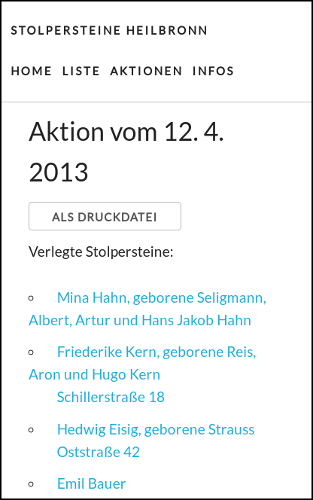 STOLPERSTEINE HEILBRONN
HOME LISTE AKTIONEN INFOS
Aktion vom 12. 4.
2013
ALS DRUCKDATEI
Verlegte Stolpersteine:
Mina Hahn, geborene Seligmann,
Albert, Artur und Hans Jakob Hahn
Friederike Kern, geborene Reis,
Aron und Hugo Kern
Schillerstraße 18
Hedwig Eisig, geborene Strauss
Oststraße 42
Emil Bauer